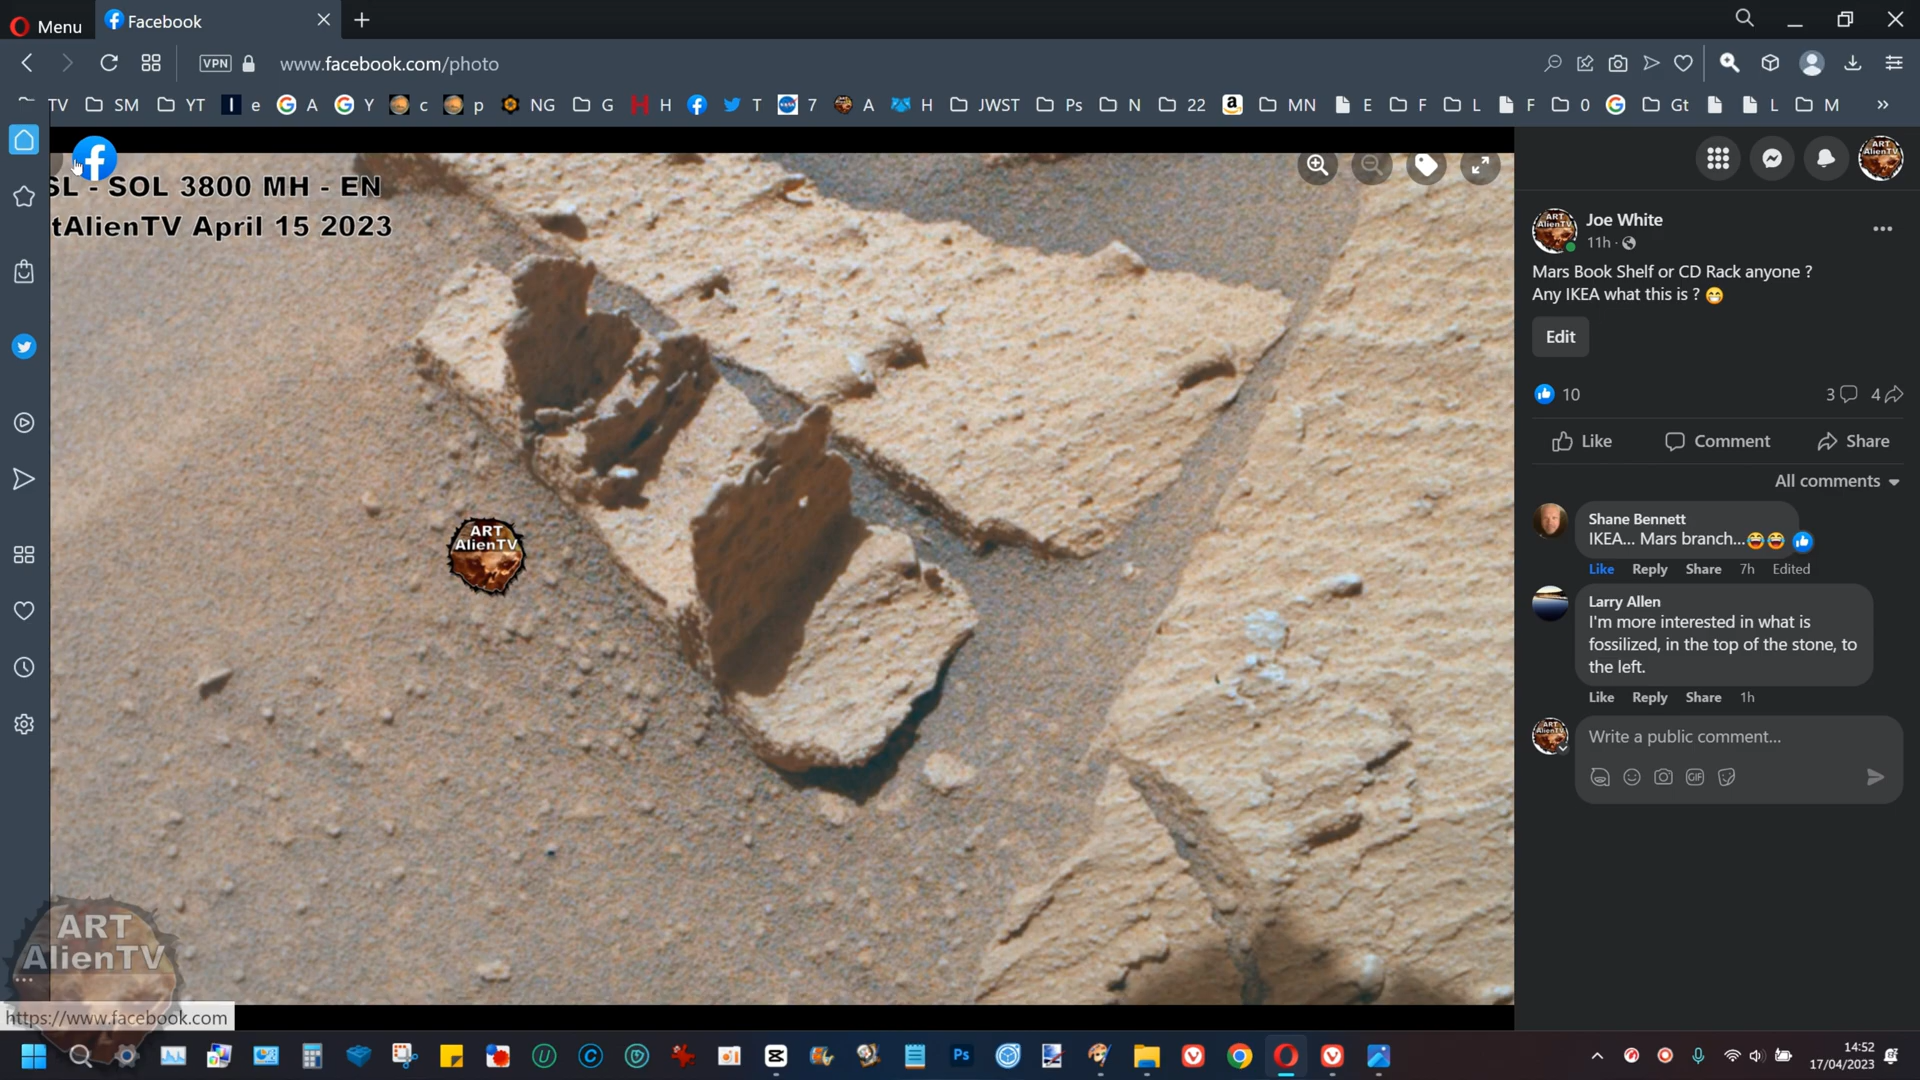 Menu
Facebook
VPN
www.facebook.com/photo
TV SM YT e A Y c p NG G H T 7 A H JWST Ps N 22 MN E F L F 0 Gt L M
SL - SOL 3800 MH - EN
tAlienTV April 15 2023
ART
AlienTV
ART
AlienTV
https://www.facebook.com
ART
AlienTV
Joe White
11h ·
Mars Book Shelf or CD Rack anyone ?
Any IKEA what this is ? 😁
Edit
10
3 4
Like Comment Share
All comments
Shane Bennett
IKEA... Mars branch...😂😂
Like Reply Share 7h Edited
Larry Allen
I'm more interested in what is
fossilized, in the top of the stone, to
the left.
Like Reply Share 1h
Write a public comment...
GIF
Ps
14:52
17/04/2023